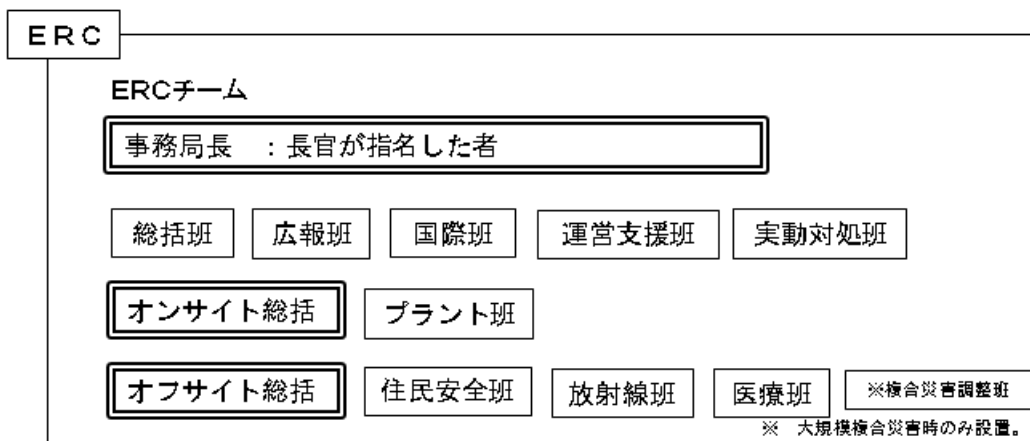 ERC
ERCチーム
事務局長 ：長官が指名した者
総括班 広報班 国際班 運営支援班 実動対処班
オンサイト総括 プラント班
オフサイト総括 住民安全班 放射線班 医療班 ※複合災害調整班
※ 大規模複合災害時のみ設置。